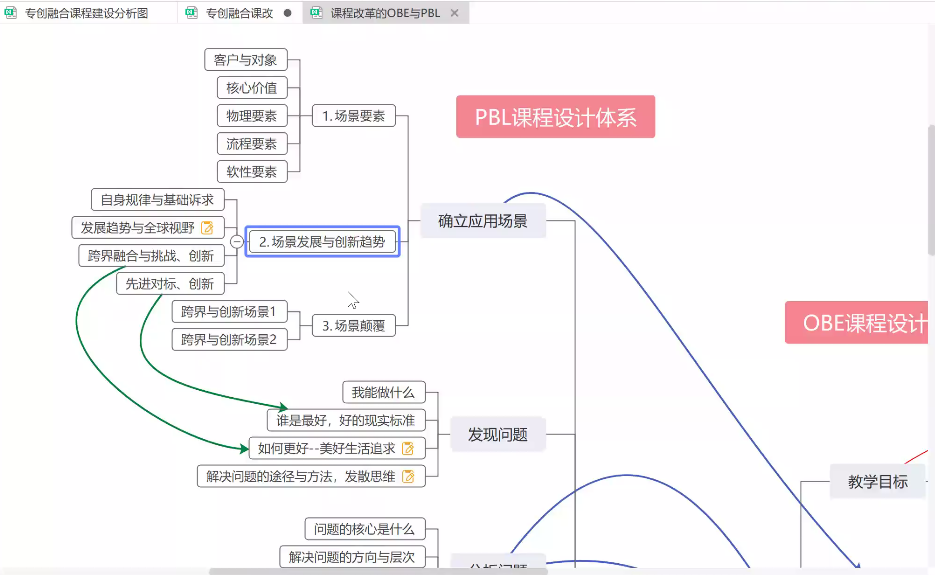 专创融合课程建设分析图
专创融合课改
课程改革的OBE与PBL
PBL课程设计体系
确立应用场景
1.场景要素
客户与对象
核心价值
物理要素
流程要素
软性要素
2.场景发展与创新趋势
自身规律与基础诉求
发展趋势与全球视野
跨界融合与挑战、创新
先进对标、创新
3.场景颠覆
跨界与创新场景1
跨界与创新场景2
发现问题
我能做什么
谁是最好，好的现实标准
如何更好--美好生活追求
解决问题的途径与方法，发散思维
分析问题
问题的核心是什么
解决问题的方向与层次
OBE课程设计
教学目标